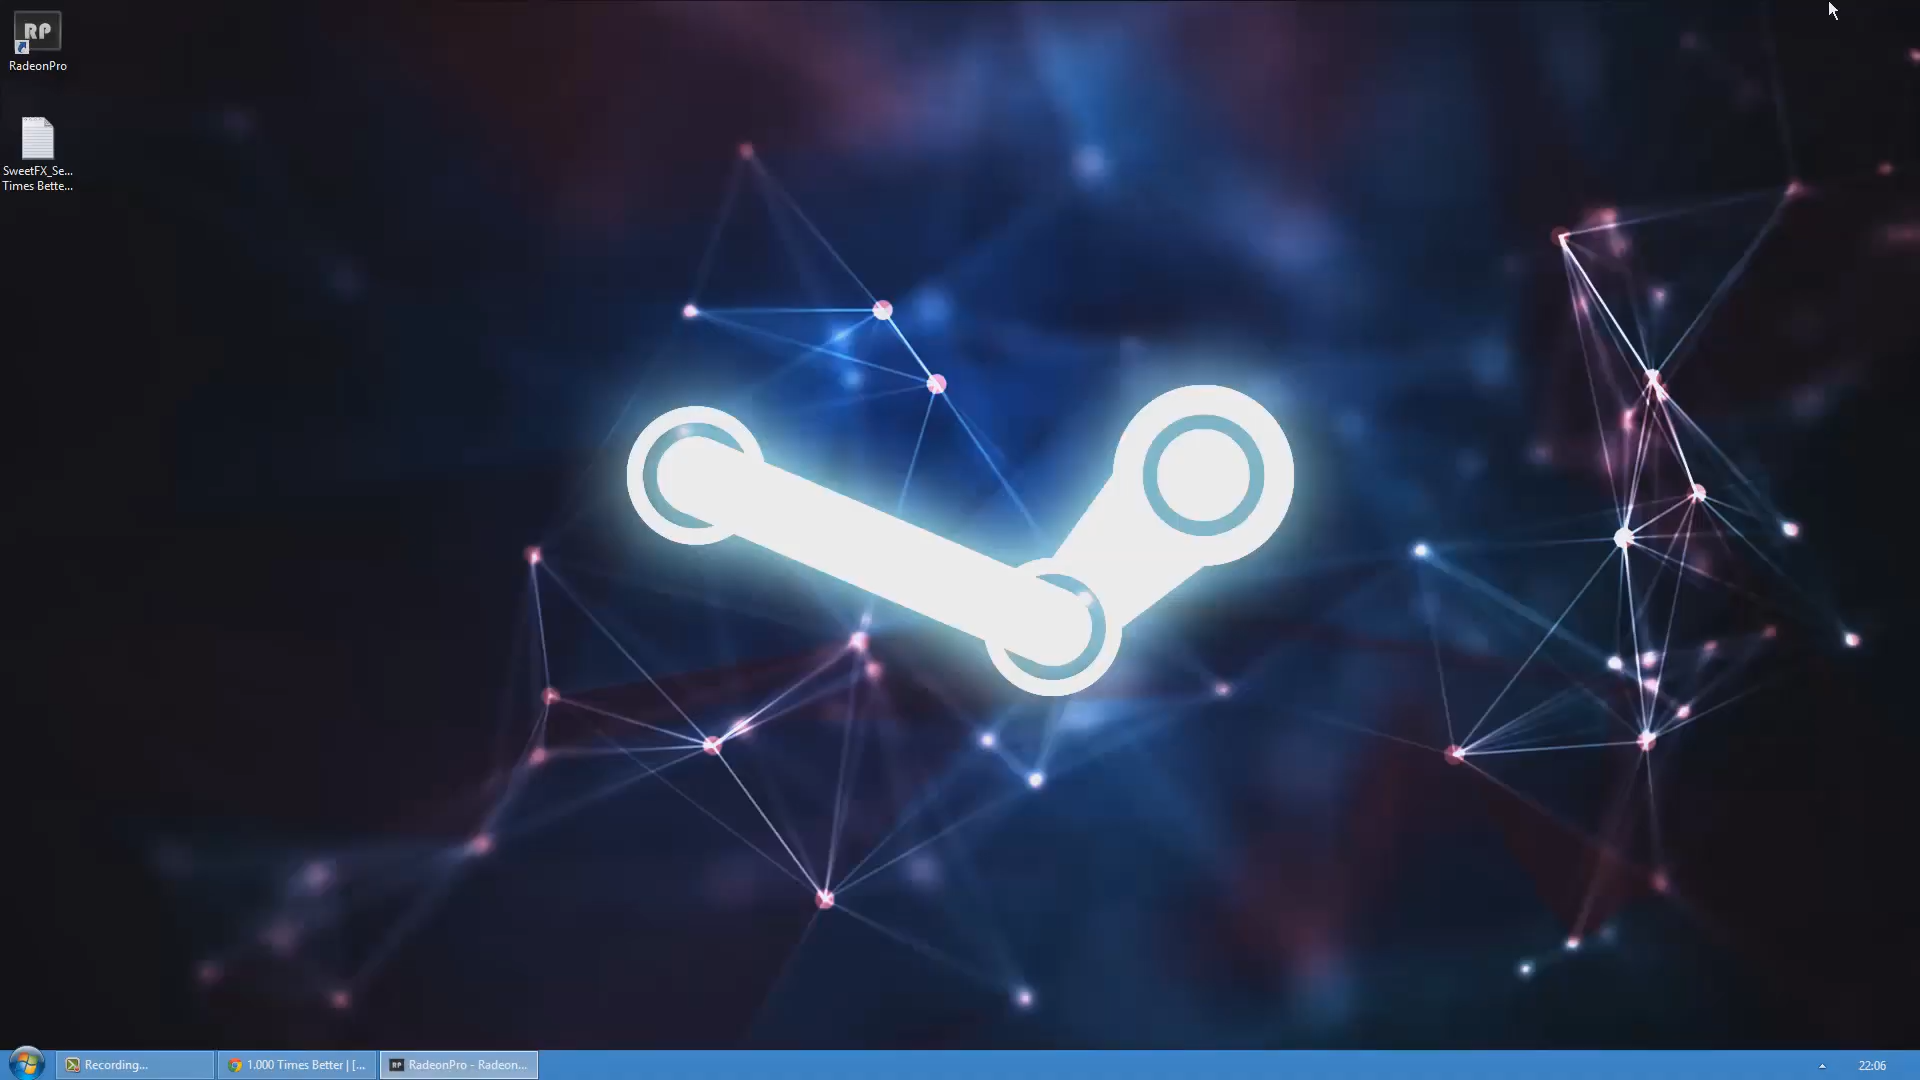 RP
RadeonPro
SweetFX_Se...
Times Bette...
Recording...
1.000 Times Better | [...
RP
RadeonPro - Radeon...
22:06